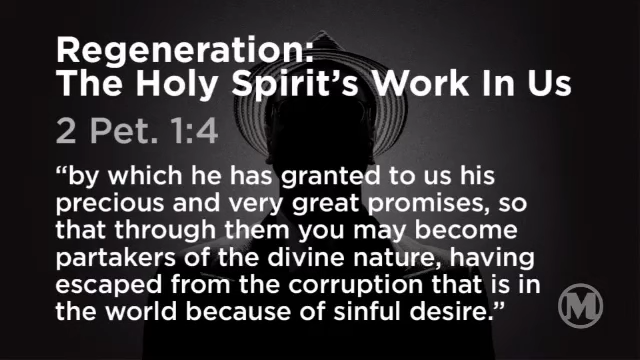 Regeneration:
The Holy Spirit’s Work In Us
2 Pet. 1:4
“by which he has granted to us his
precious and very great promises, so
that through them you may become
partakers of the divine nature, having
escaped from the corruption that is in
the world because of sinful desire.”
M